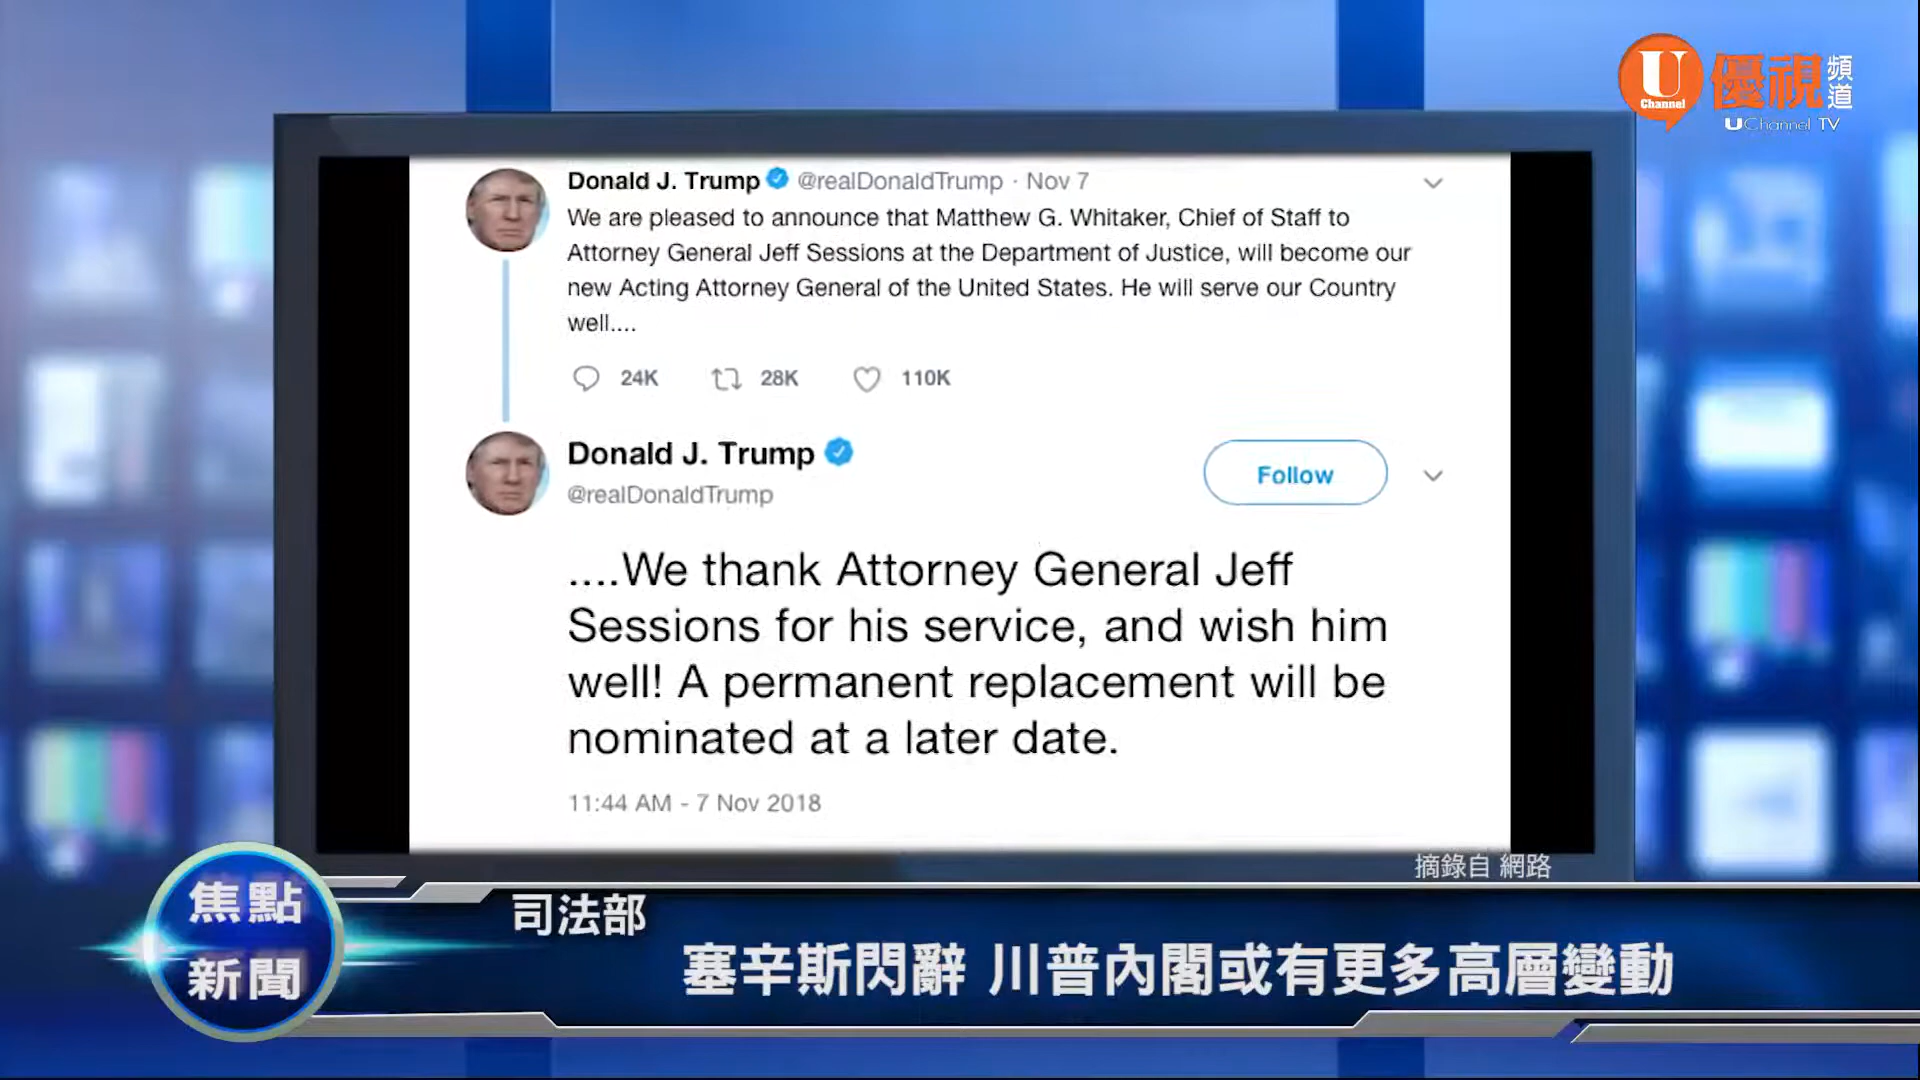 U
Channel
優視
頻道
UChannel TV
Donald J. Trump @realDonaldTrump · Nov 7
We are pleased to announce that Matthew G. Whitaker, Chief of Staff to
Attorney General Jeff Sessions at the Department of Justice, will become our
new Acting Attorney General of the United States. He will serve our Country
well....
24K 28K 110K
Donald J. Trump
@realDonaldTrump
Follow
....We thank Attorney General Jeff
Sessions for his service, and wish him
well! A permanent replacement will be
nominated at a later date.
11:44 AM - 7 Nov 2018
摘錄自 網路
焦點
新聞
司法部
塞辛斯閃辭 川普內閣或有更多高層變動